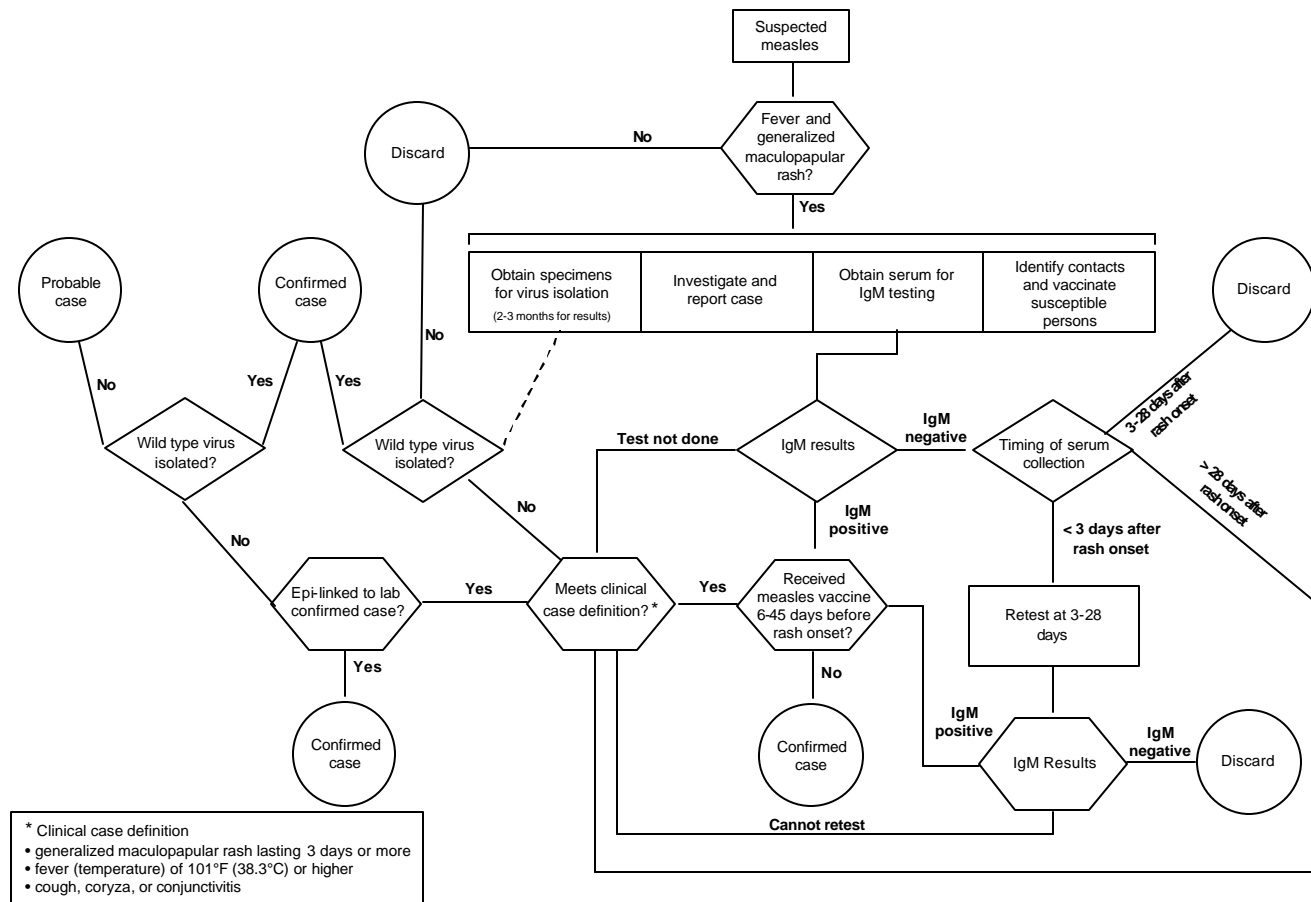 Suspected
measles
Fever and
generalized
maculopapular
rash?
No
Discard
Yes
Probable
case
Confirmed
case
Obtain specimens
for virus isolation
(2-3 months for results)
Investigate and
report case
Obtain serum for
IgM testing
Identify contacts
and vaccinate
susceptible
persons
Discard
No
No
Yes
Yes
3-28 days after
rash onset
Wild type virus
isolated?
Wild type virus
isolated?
Test not done
IgM results
IgM
negative
Timing of serum
collection
> 28 days after
rash onset
No
No
IgM
positive
< 3 days after
rash onset
Epi-linked to lab
confirmed case?
Yes
Meets clinical
case definition? *
Yes
Received
measles vaccine
6-45 days before
rash onset?
Retest at 3-28
days
Yes
No
Confirmed
case
Confirmed
case
IgM
positive
IgM Results
IgM
negative
Discard
Cannot retest
* Clinical case definition
• generalized maculopapular rash lasting 3 days or more
• fever (temperature) of 101°F (38.3°C) or higher
• cough, coryza, or conjunctivitis